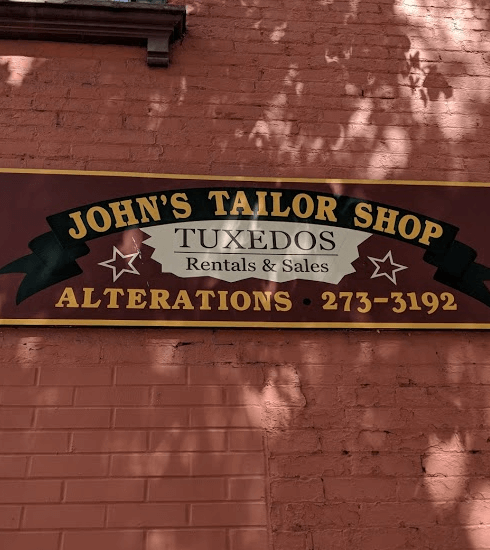 JOHN'S TAILOR SHOP
TUXEDOS
Rentals & Sales
ALTERATIONS • 273-3192